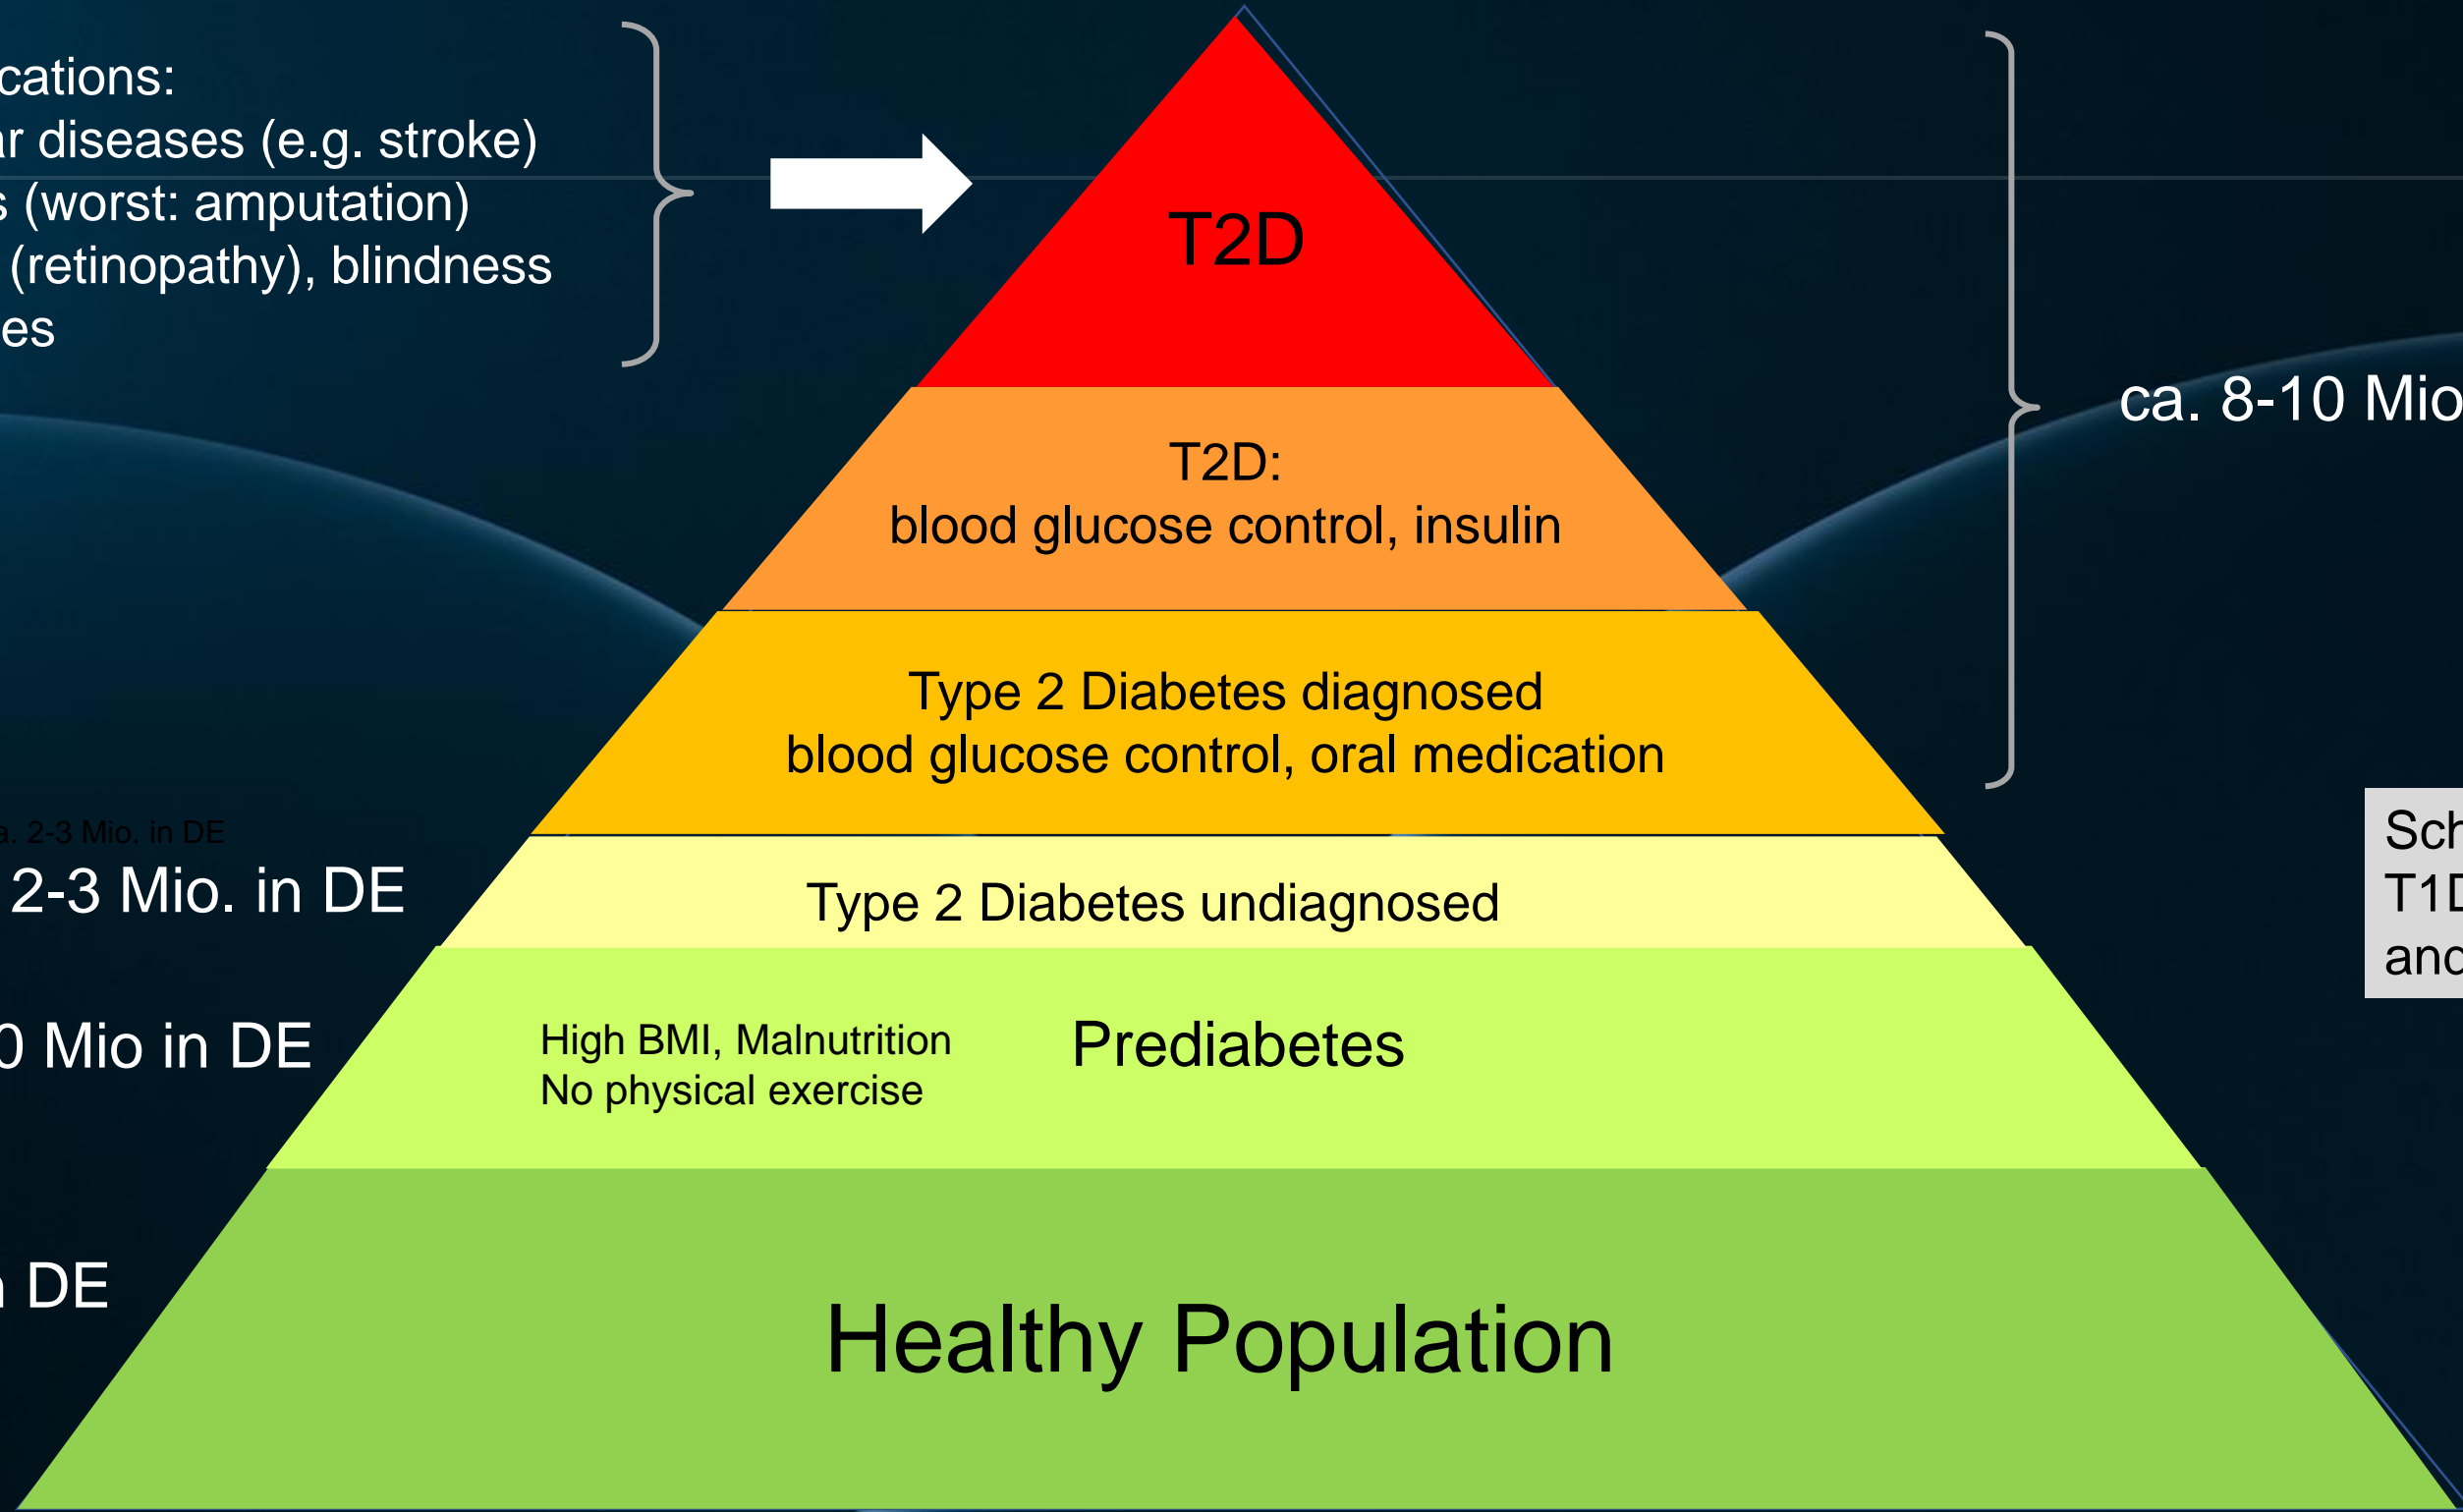 cations:
ar diseases (e.g. stroke)
s (worst: amputation)
(retinopathy), blindness
es
T2D
ca. 8-10 Mio
T2D:
blood glucose control, insulin
Type 2 Diabetes diagnosed
blood glucose control, oral medication
a. 2-3 Mio. in DE
2-3 Mio. in DE
Type 2 Diabetes undiagnosed
Sch
T1D
and
0 Mio in DE
High BMI, Malnutrition
No physical exercise
Prediabetes
n DE
Healthy Population